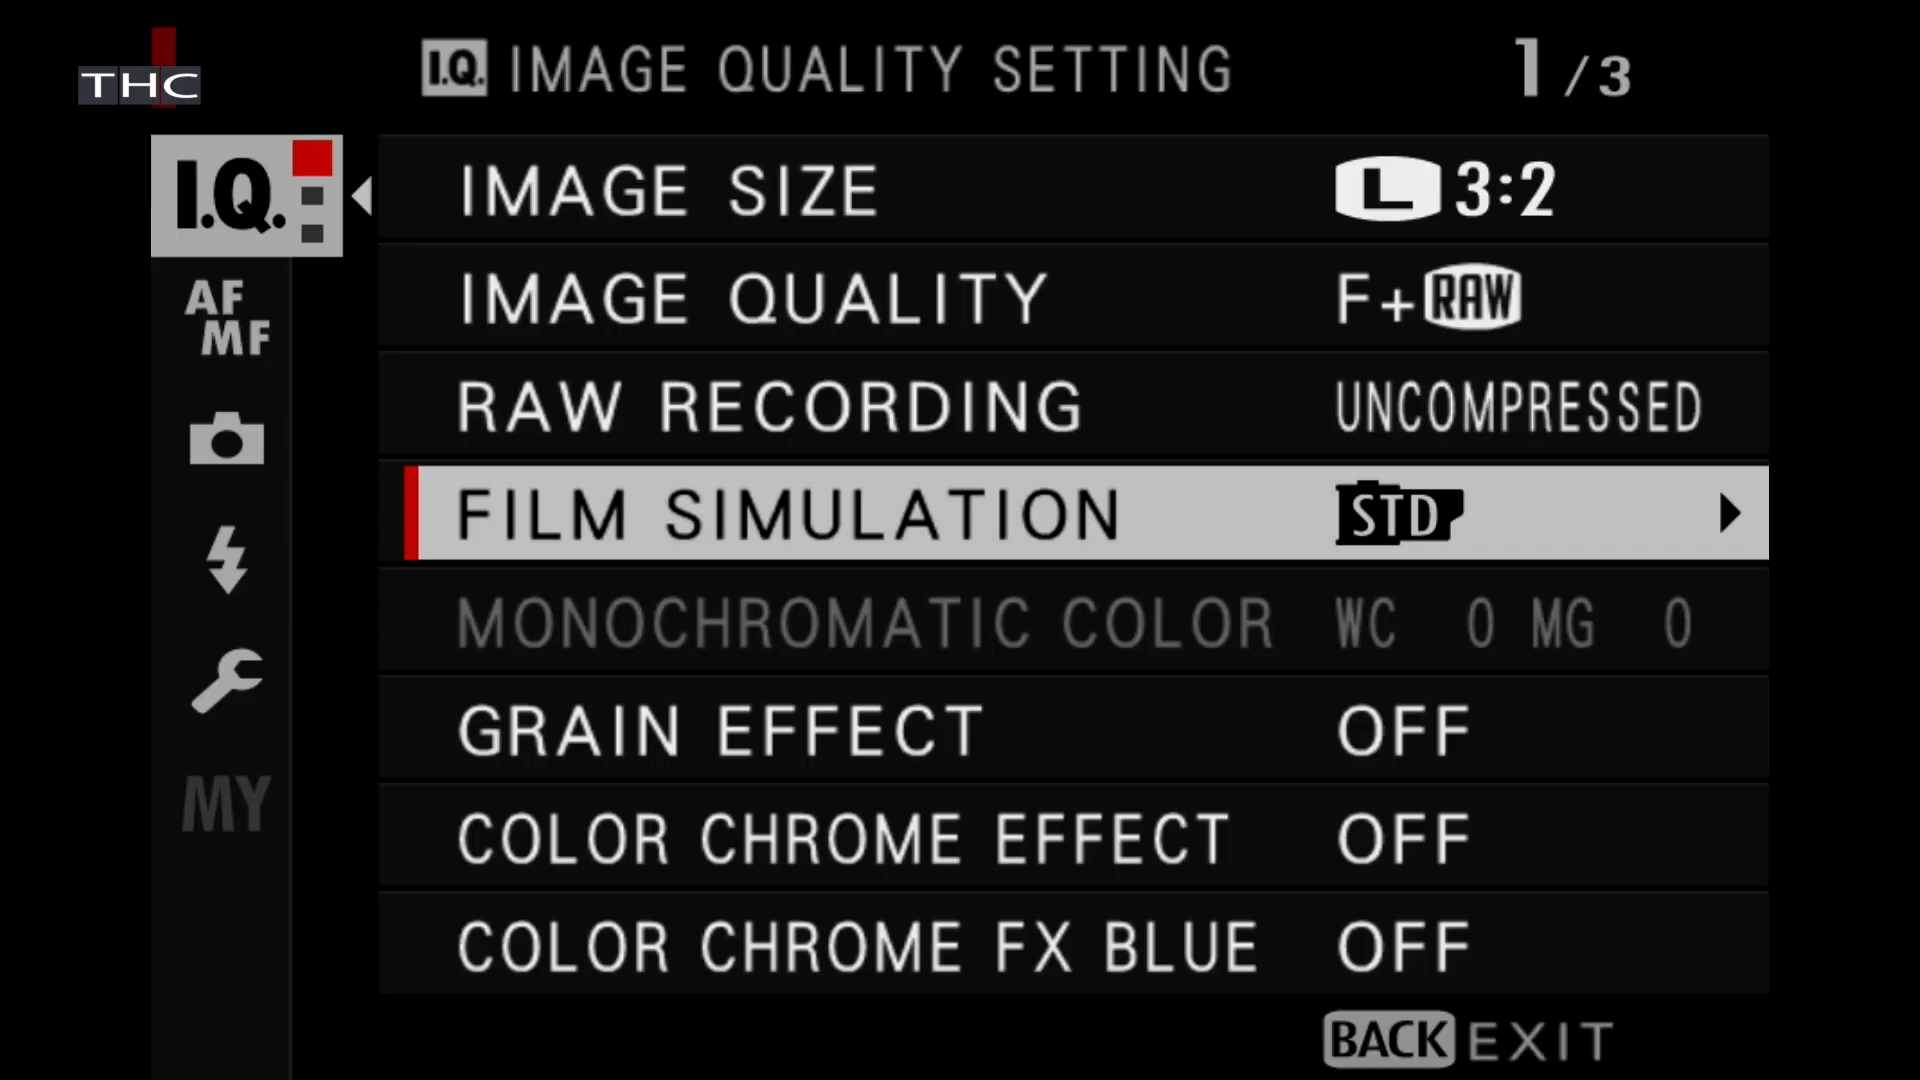 THC
I.Q. IMAGE QUALITY SETTING 1/3
I.Q.
IMAGE SIZE L 3:2
IMAGE QUALITY F+RAW
AF MF
RAW RECORDING UNCOMPRESSED
FILM SIMULATION STD
MONOCHROMATIC COLOR WC 0 MG 0
GRAIN EFFECT OFF
MY
COLOR CHROME EFFECT OFF
COLOR CHROME FX BLUE OFF
BACK EXIT